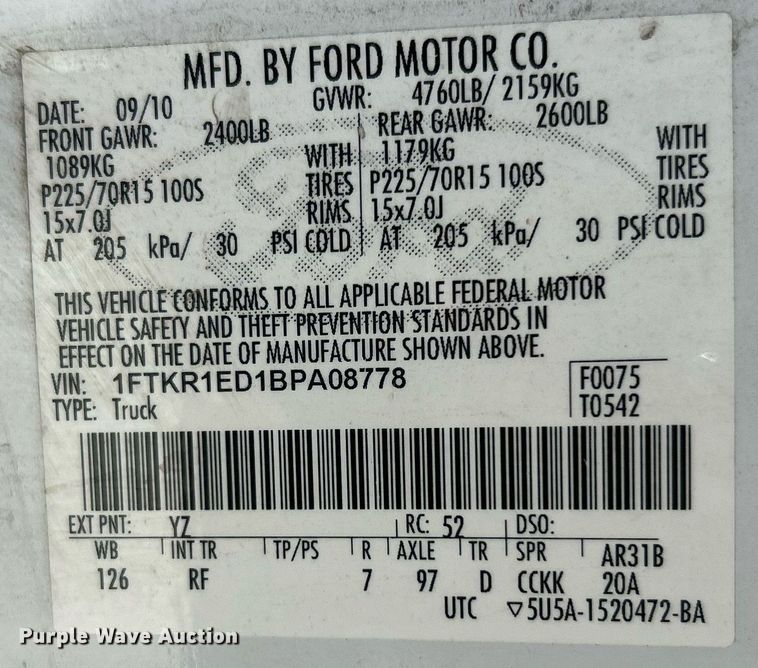 MFD. BY FORD MOTOR CO.
DATE: 09/10 GVWR: 4760LB/ 2159KG
FRONT GAWR: 2400LB REAR GAWR: 2600LB
1089KG WITH 1179KG WITH
P225/70R15 100S TIRES P225/70R15 100S TIRES
15x7.0J RIMS 15x7.0J RIMS
AT 205 kPa/ 30 PSI COLD AT 205 kPa/ 30 PSI COLD
THIS VEHICLE CONFORMS TO ALL APPLICABLE FEDERAL MOTOR
VEHICLE SAFETY AND THEFT PREVENTION STANDARDS IN
EFFECT ON THE DATE OF MANUFACTURE SHOWN ABOVE.
VIN: 1FTKR1ED1BPA08778 F0075
TYPE: Truck T0542
EXT PNT: YZ RC: 52 DSO:
WB INT TR TP/PS R AXLE TR SPR AR31B
126 RF 7 97 D CCKK 20A
UTC ▽5U5A-1520472-BA
Purple Wave Auction